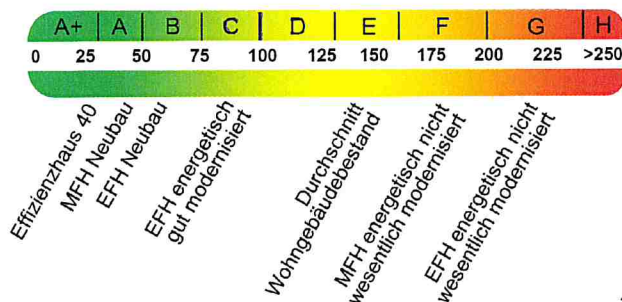 A+ A B C D E F G H
0 25 50 75 100 125 150 175 200 225 >250
Effizienzhaus 40
MFH Neubau
EFH Neubau
EFH energetisch
gut modernisiert
Durchschnitt
Wohngebäudebestand
MFH energetisch nicht
wesentlich modernisiert
EFH energetisch nicht
wesentlich modernisiert